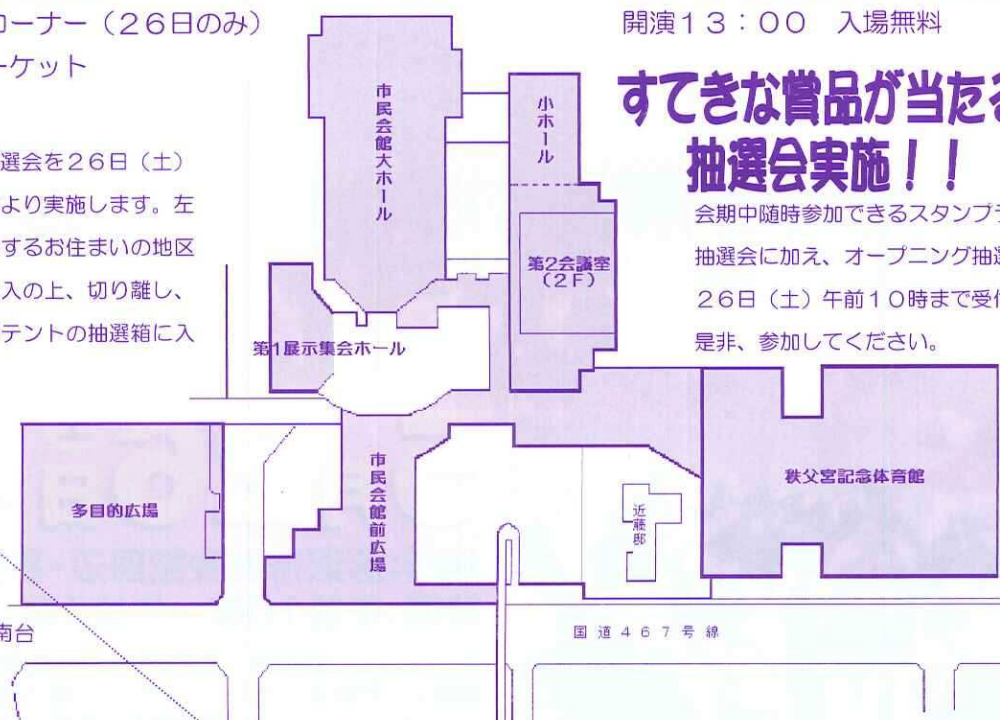 コーナー（２６日のみ）
ーケット
選会を２６日（土）
より実施します。左
するお住まいの地区
入の上、切り離し、
テントの抽選箱に入
開演１３：００　入場無料
すてきな賞品が当たる
抽選会実施！！
会期中随時参加できるスタンプラ
抽選会に加え、オープニング抽選
２６日（土）午前１０時まで受付
是非、参加してください。
市民会館大ホール
小ホール
第2会議室
（２Ｆ）
第1展示集会ホール
多目的広場
市民会館前広場
近藤邸
秩父宮記念体育館
南台
国道４６７号線